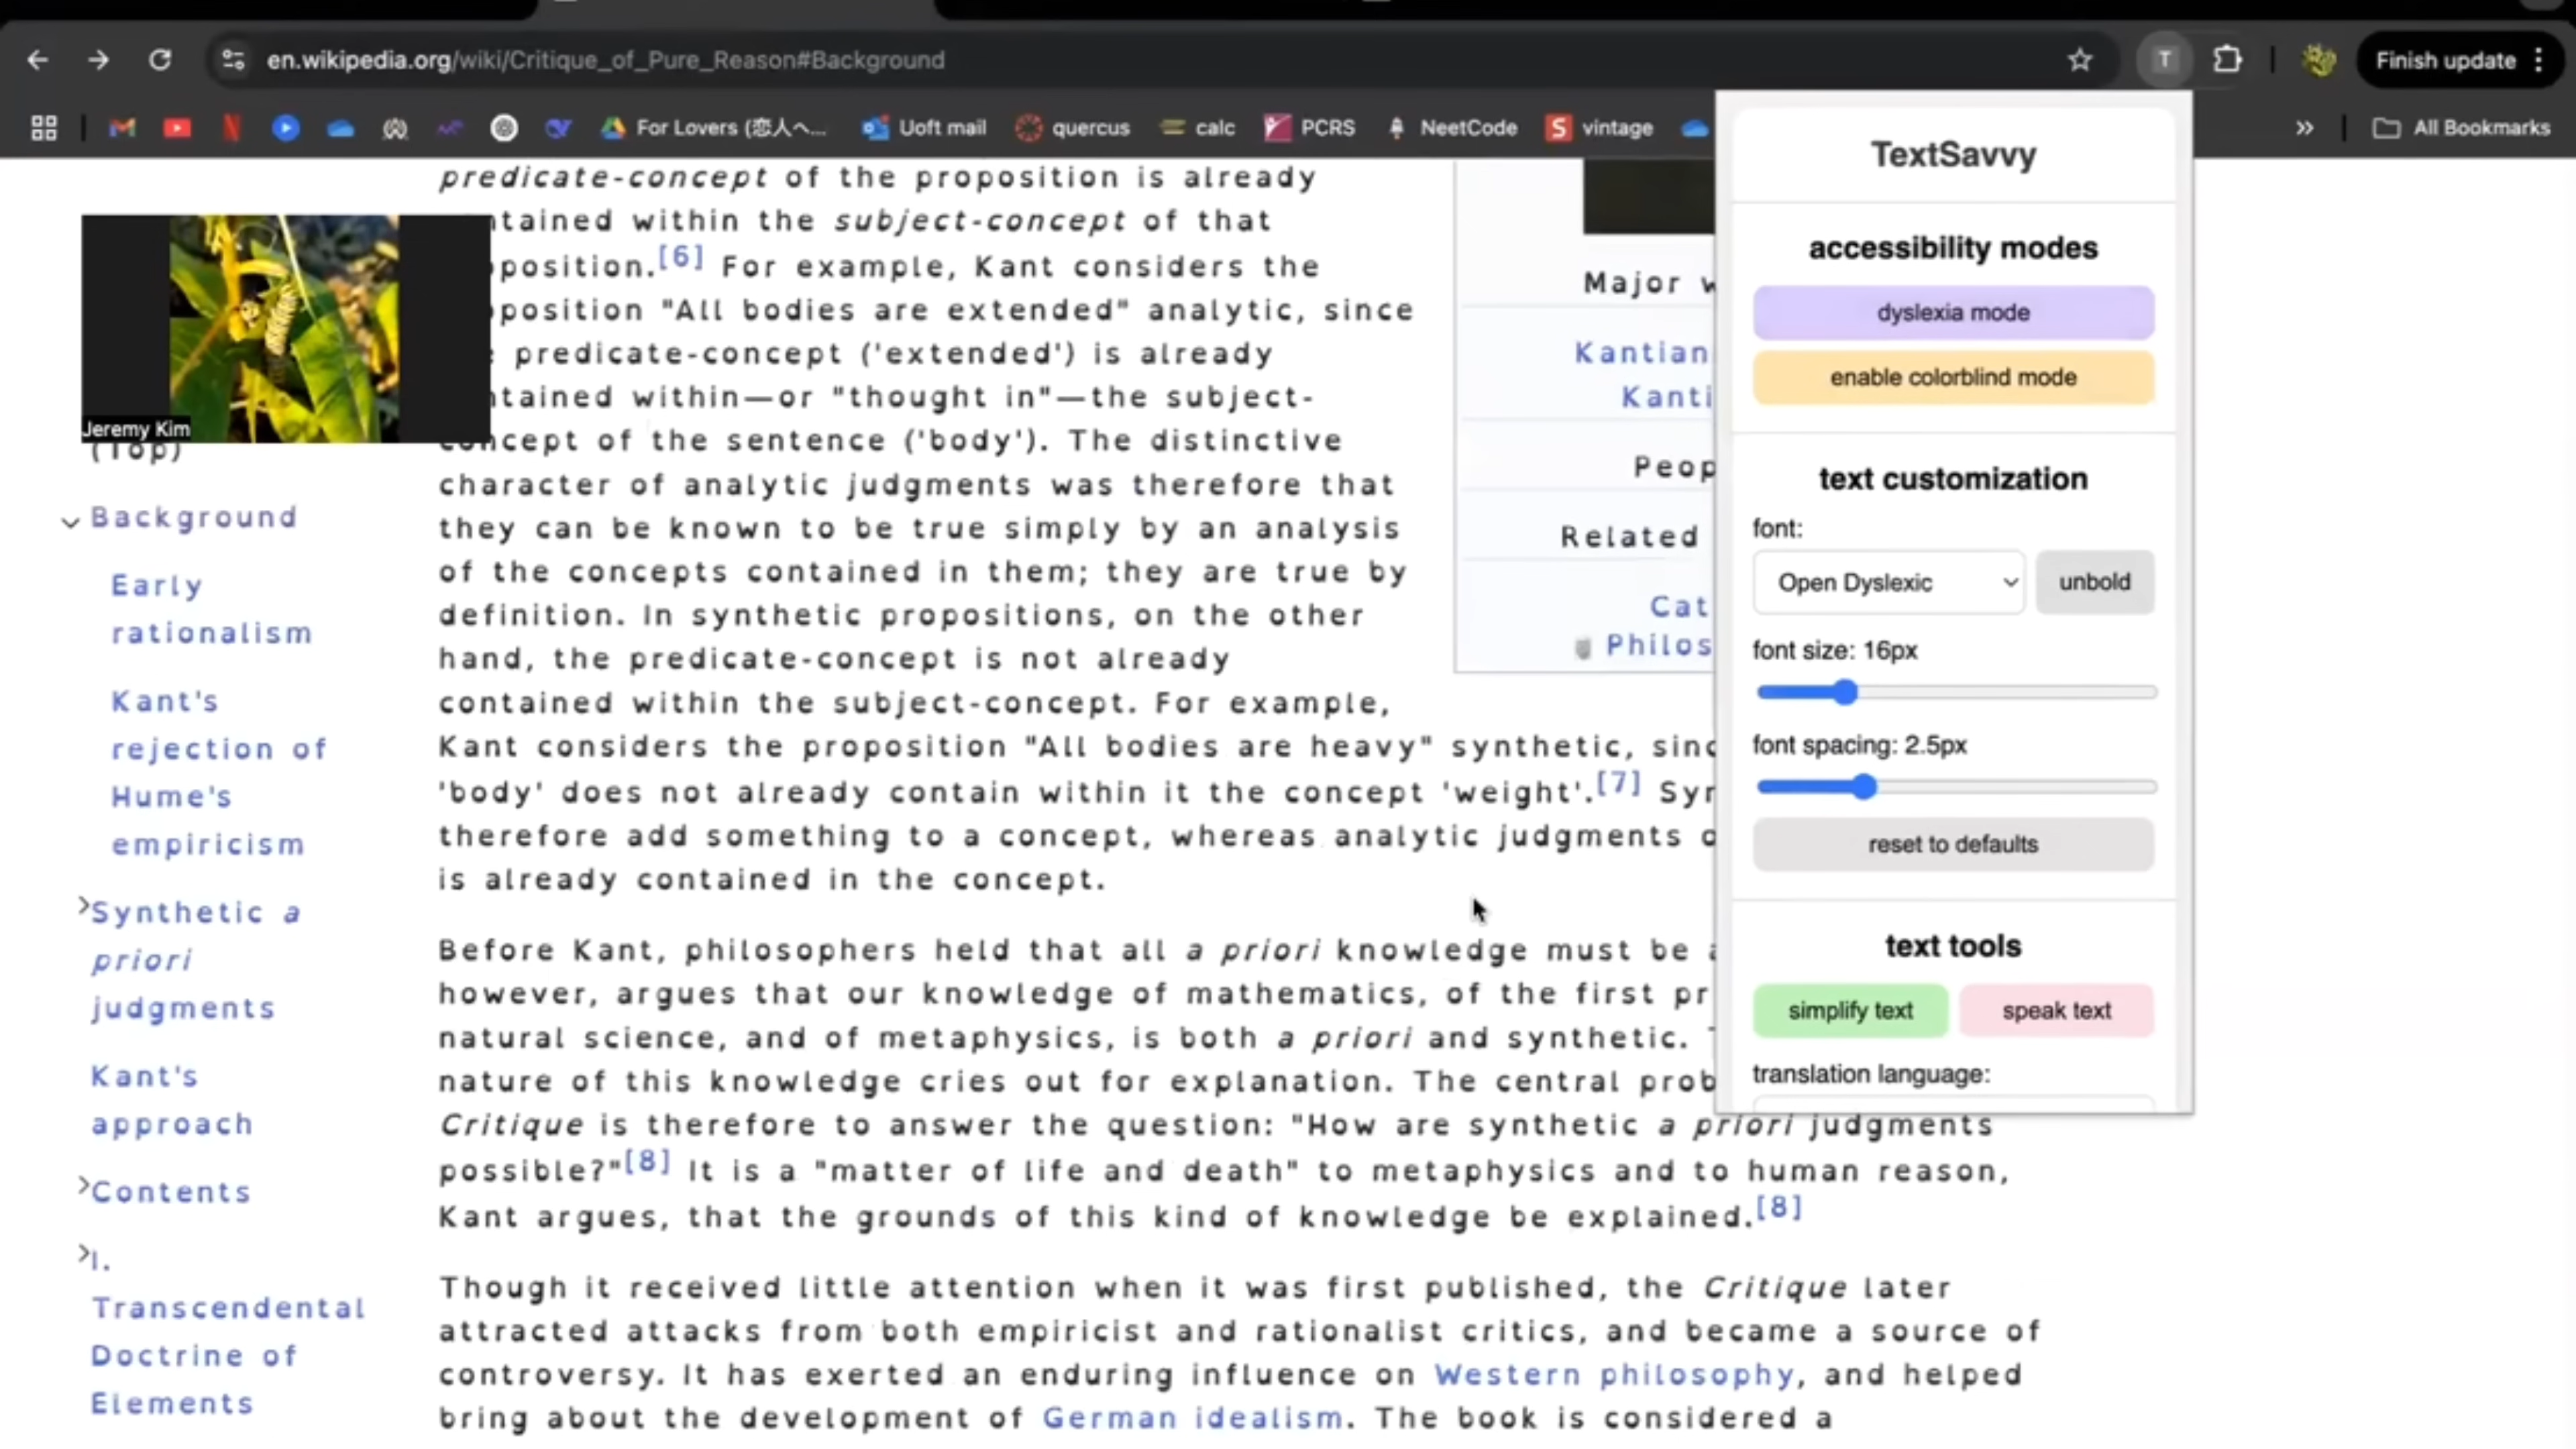 en.wikipedia.org/wiki/Critique_of_Pure_Reason#Background
T
Finish update
For Lovers (恋人へ...
Uoft mail
quercus
calc
PCRS
NeetCode
vintage
All Bookmarks
Jeremy Kim
(Top)
Background
Early
rationalism
Kant's
rejection of
Hume's
empiricism
Synthetic a
priori
judgments
Kant's
approach
Contents
I.
Transcendental
Doctrine of
Elements
predicate-concept of the proposition is already
ntained within the subject-concept of that
position.[6] For example, Kant considers the
position "All bodies are extended" analytic, since
predicate-concept ('extended') is already
ntained within—or "thought in"—the subject-
concept of the sentence ('body'). The distinctive
character of analytic judgments was therefore that
they can be known to be true simply by an analysis
of the concepts contained in them; they are true by
definition. In synthetic propositions, on the other
hand, the predicate-concept is not already
contained within the subject-concept. For example,
Kant considers the proposition "All bodies are heavy" synthetic, sinc
'body' does not already contain within it the concept 'weight'.[7] Syn
therefore add something to a concept, whereas analytic judgments o
is already contained in the concept.
Before Kant, philosophers held that all a priori knowledge must be a
however, argues that our knowledge of mathematics, of the first pr
natural science, and of metaphysics, is both a priori and synthetic. T
nature of this knowledge cries out for explanation. The central prob
Critique is therefore to answer the question: "How are synthetic a priori judgments
possible?"[8] It is a "matter of life and death" to metaphysics and to human reason,
Kant argues, that the grounds of this kind of knowledge be explained.[8]
Though it received little attention when it was first published, the Critique later
attracted attacks from both empiricist and rationalist critics, and became a source of
controversy. It has exerted an enduring influence on Western philosophy, and helped
bring about the development of German idealism. The book is considered a
Major w
Kantian
Kanti
Peop
Related
Cat
Philos
TextSavvy
accessibility modes
dyslexia mode
enable colorblind mode
text customization
font:
Open Dyslexic
unbold
font size: 16px
font spacing: 2.5px
reset to defaults
text tools
simplify text
speak text
translation language: